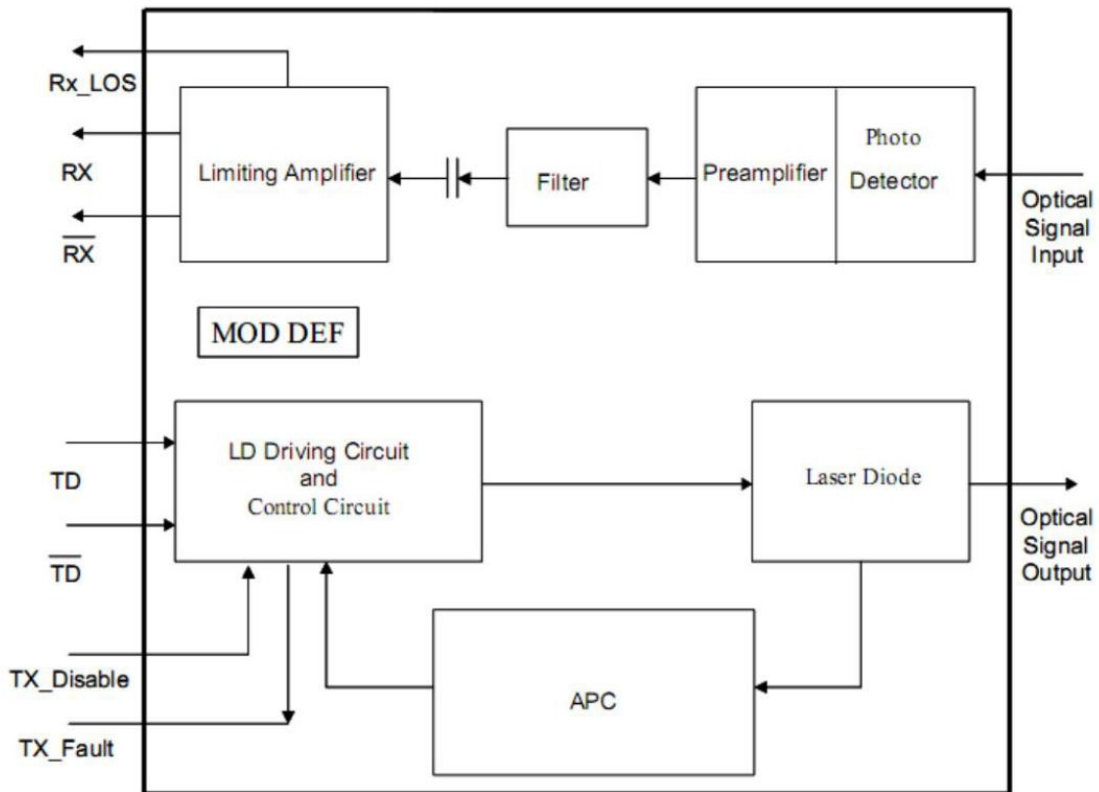 Rx_LOS
RX
RX
Limiting Amplifier
Filter
Preamplifier
Photo
Detector
Optical
Signal
Input
MOD DEF
TD
TD
LD Driving Circuit
and
Control Circuit
Laser Diode
Optical
Signal
Output
TX_Disable
TX_Fault
APC